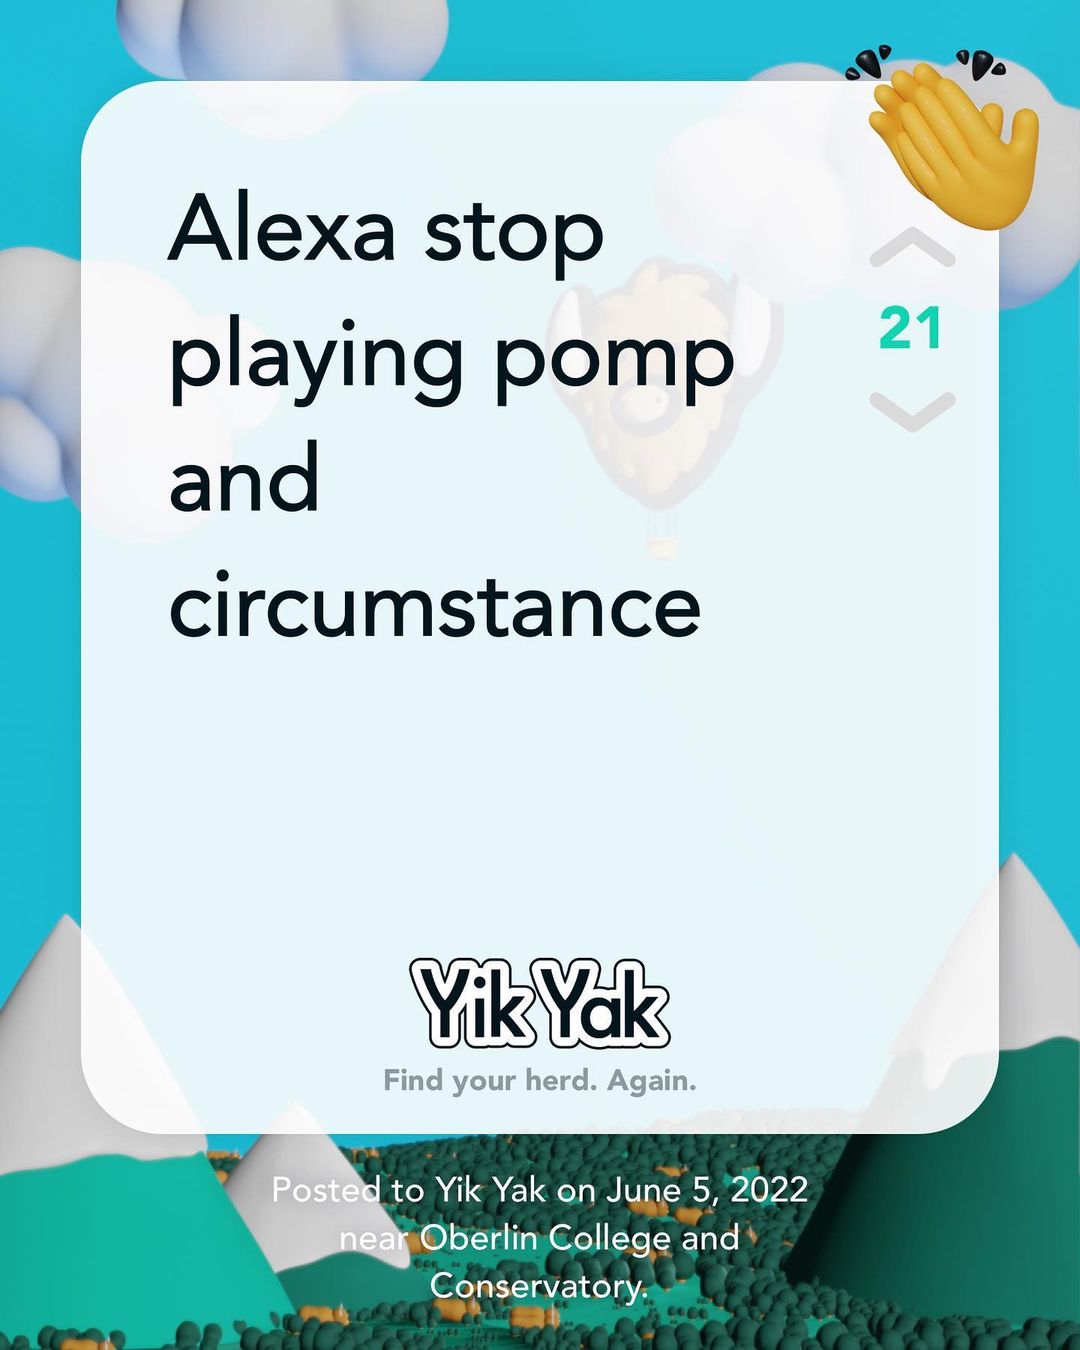 Alexa stop
playing pomp
and
circumstance
21
Yik Yak
Find your herd. Again.
Posted to Yik Yak on June 5, 2022
near Oberlin College and
Conservatory.